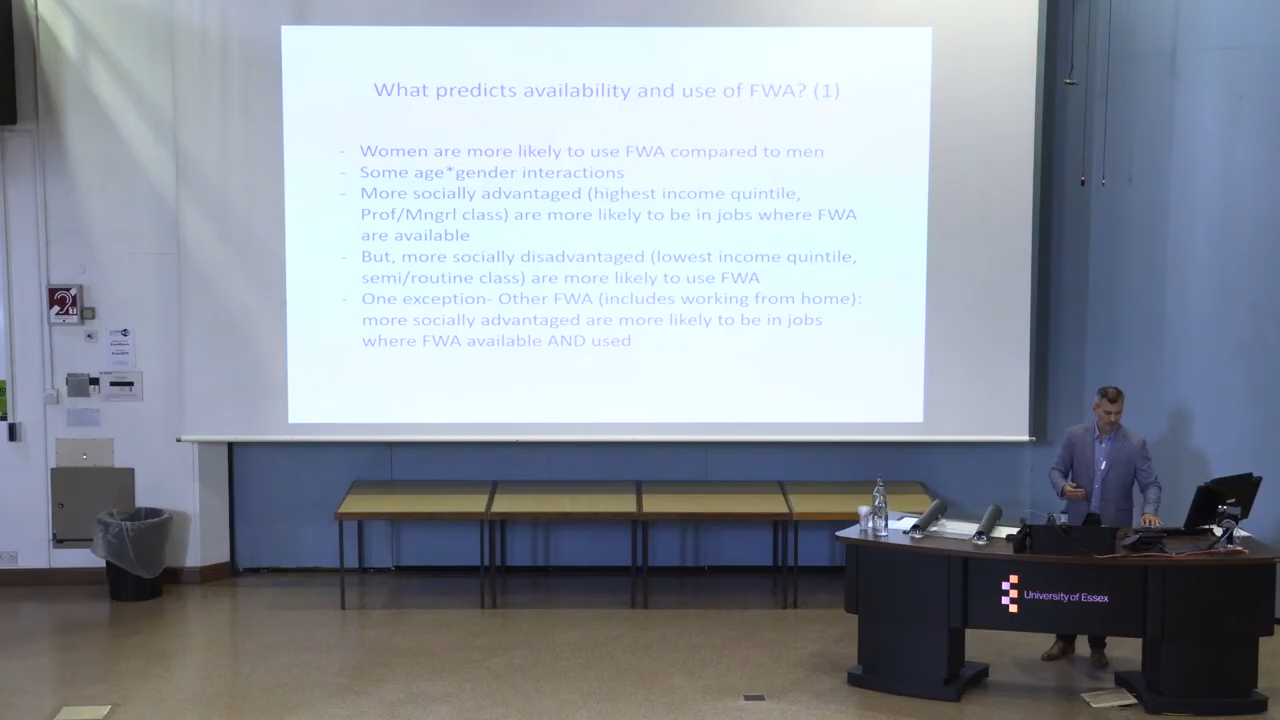 What predicts availability and use of FWA? (1)
- Women are more likely to use FWA compared to men
- Some age*gender interactions
- More socially advantaged (highest income quintile,
Prof/Mngrl class) are more likely to be in jobs where FWA
are available
- But, more socially disadvantaged (lowest income quintile,
semi/routine class) are more likely to use FWA
- One exception- Other FWA (includes working from home):
more socially advantaged are more likely to be in jobs
where FWA available AND used
University of Essex